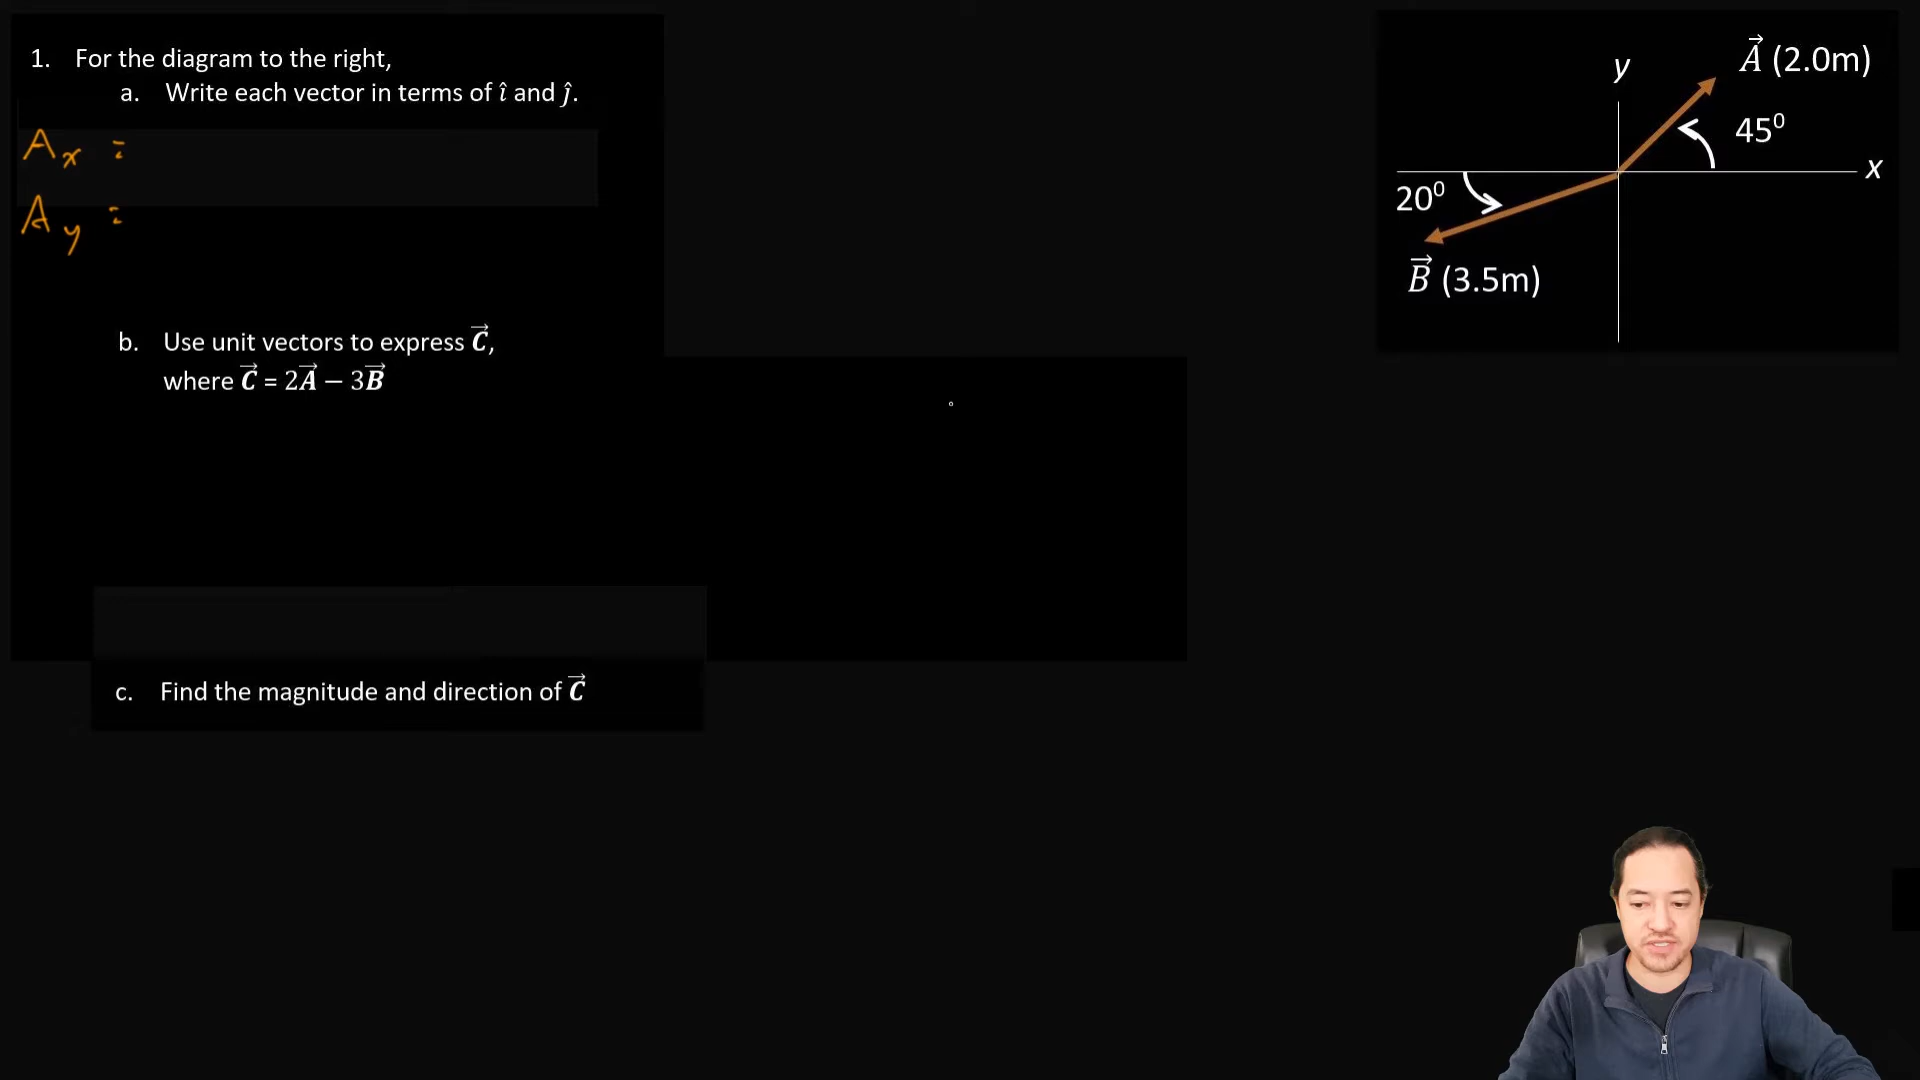 1. For the diagram to the right,
a. Write each vector in terms of î and ĵ.
Ax =
Ay =
b. Use unit vectors to express C⃗,
where C⃗ = 2A⃗ − 3B⃗
c. Find the magnitude and direction of C⃗
y
A⃗ (2.0m)
45⁰
x
20⁰
B⃗ (3.5m)